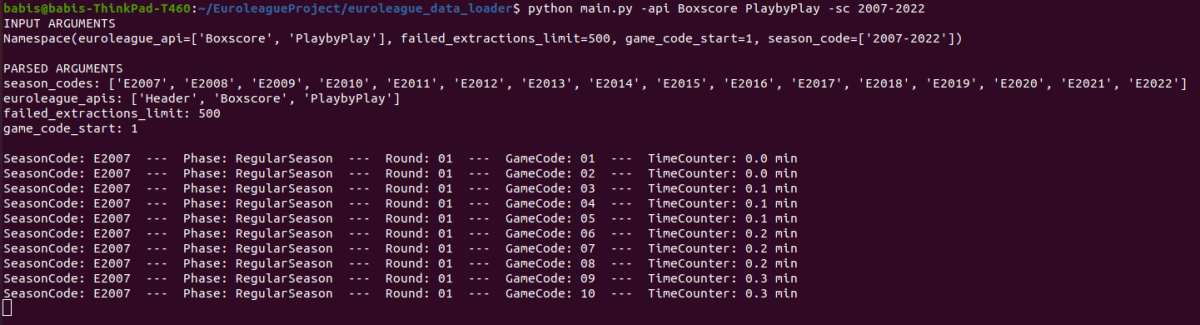 babis@babis-ThinkPad-T460:~/EuroleagueProject/euroleague_data_loader$ python main.py -api Boxscore PlaybyPlay -sc 2007-2022
INPUT ARGUMENTS
Namespace(euroleague_api=['Boxscore', 'PlaybyPlay'], failed_extractions_limit=500, game_code_start=1, season_code=['2007-2022'])
PARSED ARGUMENTS
season_codes: ['E2007', 'E2008', 'E2009', 'E2010', 'E2011', 'E2012', 'E2013', 'E2014', 'E2015', 'E2016', 'E2017', 'E2018', 'E2019', 'E2020', 'E2021', 'E2022']
euroleague_apis: ['Header', 'Boxscore', 'PlaybyPlay']
failed_extractions_limit: 500
game_code_start: 1
SeasonCode: E2007  ---  Phase: RegularSeason  ---  Round: 01  ---  GameCode: 01  ---  TimeCounter: 0.0 min
SeasonCode: E2007  ---  Phase: RegularSeason  ---  Round: 01  ---  GameCode: 02  ---  TimeCounter: 0.0 min
SeasonCode: E2007  ---  Phase: RegularSeason  ---  Round: 01  ---  GameCode: 03  ---  TimeCounter: 0.1 min
SeasonCode: E2007  ---  Phase: RegularSeason  ---  Round: 01  ---  GameCode: 04  ---  TimeCounter: 0.1 min
SeasonCode: E2007  ---  Phase: RegularSeason  ---  Round: 01  ---  GameCode: 05  ---  TimeCounter: 0.1 min
SeasonCode: E2007  ---  Phase: RegularSeason  ---  Round: 01  ---  GameCode: 06  ---  TimeCounter: 0.2 min
SeasonCode: E2007  ---  Phase: RegularSeason  ---  Round: 01  ---  GameCode: 07  ---  TimeCounter: 0.2 min
SeasonCode: E2007  ---  Phase: RegularSeason  ---  Round: 01  ---  GameCode: 08  ---  TimeCounter: 0.2 min
SeasonCode: E2007  ---  Phase: RegularSeason  ---  Round: 01  ---  GameCode: 09  ---  TimeCounter: 0.3 min
SeasonCode: E2007  ---  Phase: RegularSeason  ---  Round: 01  ---  GameCode: 10  ---  TimeCounter: 0.3 min